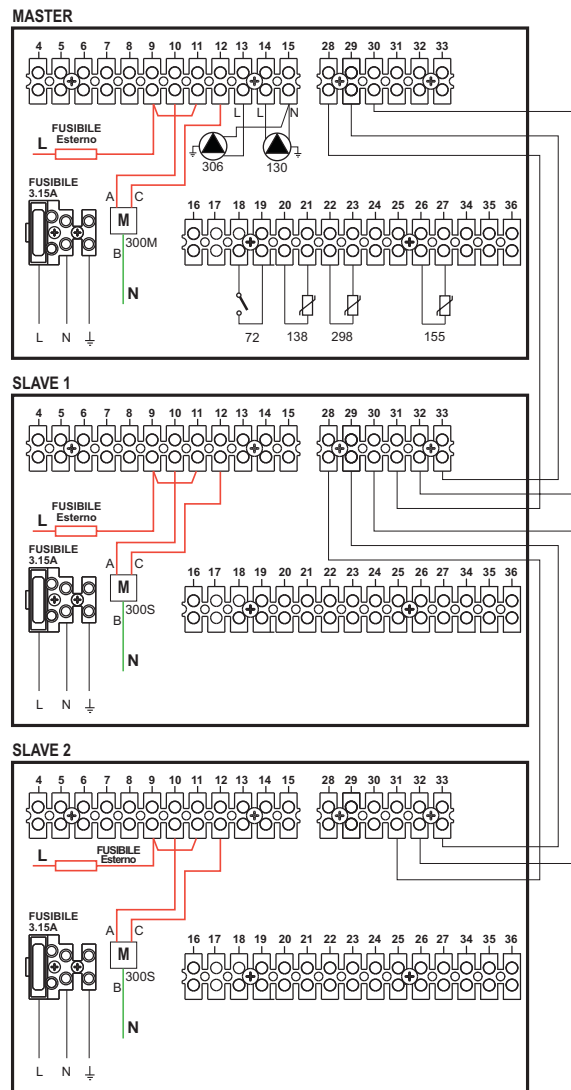 MASTER
4 5 6 7 8 9 10 11 12 13 14 15 28 29 30 31 32 33
L L N
FUSIBILE
Esterno
L
306 130
FUSIBILE
3.15A
A C
M
300M
B
N
16 17 18 19 20 21 22 23 24 25 26 27 34 35 36
L N
72 138 298 155
SLAVE 1
4 5 6 7 8 9 10 11 12 13 14 15 28 29 30 31 32 33
FUSIBILE
Esterno
L
FUSIBILE
3.15A
A C
M
300S
B
N
16 17 18 19 20 21 22 23 24 25 26 27 34 35 36
L N
SLAVE 2
4 5 6 7 8 9 10 11 12 13 14 15 28 29 30 31 32 33
L
FUSIBILE
Esterno
FUSIBILE
3.15A
A C
M
300S
B
N
16 17 18 19 20 21 22 23 24 25 26 27 34 35 36
L N